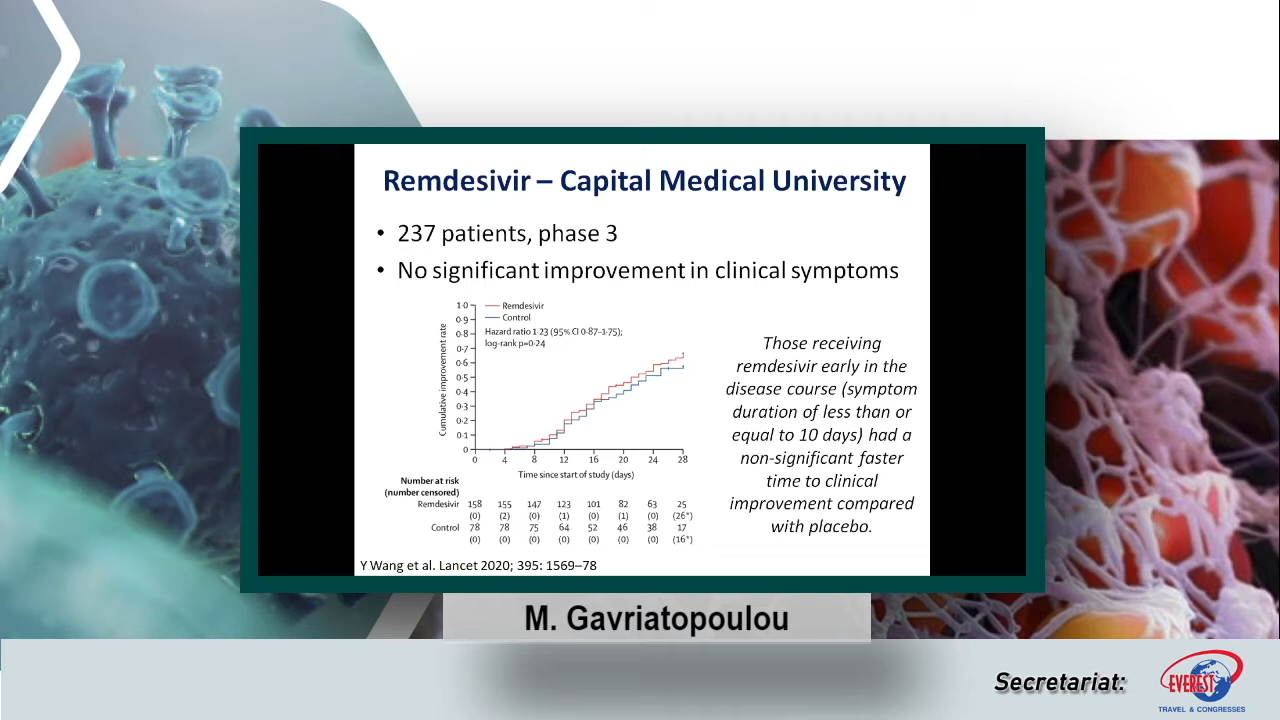 Remdesivir – Capital Medical University
• 237 patients, phase 3
• No significant improvement in clinical symptoms
1·0
0·9
0·8
0·7
0·6
0·5
0·4
0·3
0·2
0·1
0
Cumulative improvement rate
Remdesivir
Control
Hazard ratio 1·23 (95% CI 0·87–1·75);
log-rank p=0·24
0 4 8 12 16 20 24 28
Time since start of study (days)
Number at risk
(number censored)
Remdesivir 158 155 147 123 101 82 63 25
(0) (2) (0) (1) (0) (1) (0) (26*)
Control 78 78 75 64 52 46 38 17
(0) (0) (0) (0) (0) (0) (0) (16*)
Those receiving
remdesivir early in the
disease course (symptom
duration of less than or
equal to 10 days) had a
non-significant faster
time to clinical
improvement compared
with placebo.
Y Wang et al. Lancet 2020; 395: 1569–78
M. Gavriatopoulou
Secretariat:
EVEREST
TRAVEL & CONGRESSES